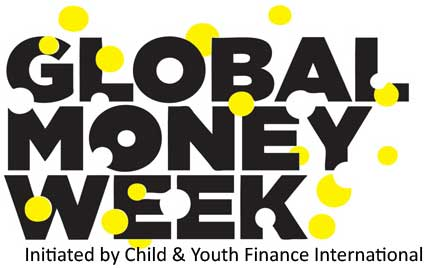 GLOBAL
MONEY
WEEK
Initiated by Child & Youth Finance International